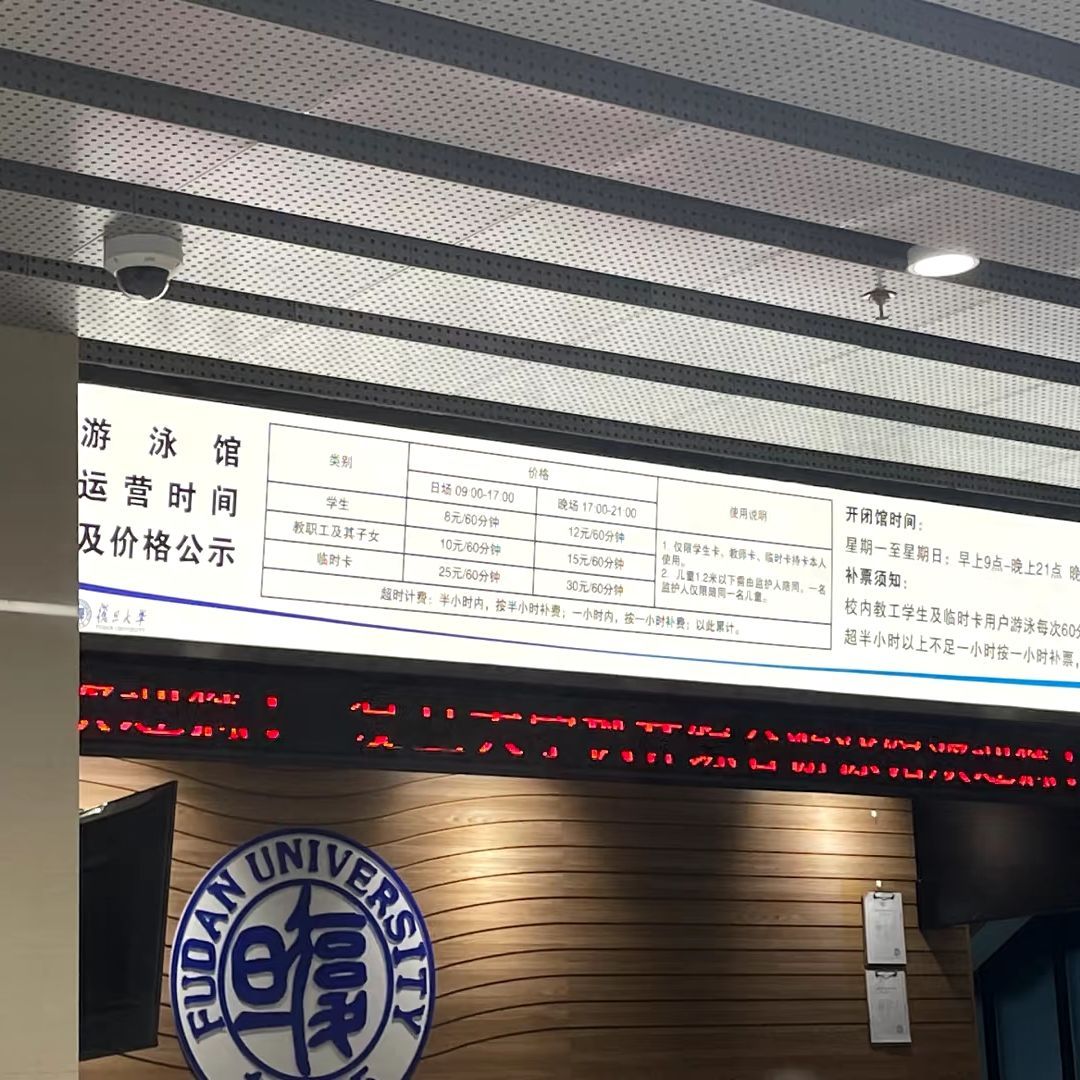 游泳馆
运营时间
及价格公示
復旦大學
类别
价格
使用说明
日场 09:00-17:00
晚场 17:00-21:00
学生
8元/60分钟
12元/60分钟
教职工及其子女
10元/60分钟
15元/60分钟
临时卡
25元/60分钟
30元/60分钟
1. 仅限学生卡、教师卡、临时卡持卡本人
使用。
2. 儿童1.2米以下需由监护人陪同。一名
监护人仅限陪同一名儿童。
超时计费：半小时内，按半小时补费；一小时内，按一小时补费；以此累计。
开闭馆时间：
星期一至星期日：早上9点-晚上21点 晚
补票须知：
校内教工学生及临时卡用户游泳每次60分
超半小时以上不足一小时按一小时补票，
FUDAN UNIVERSITY